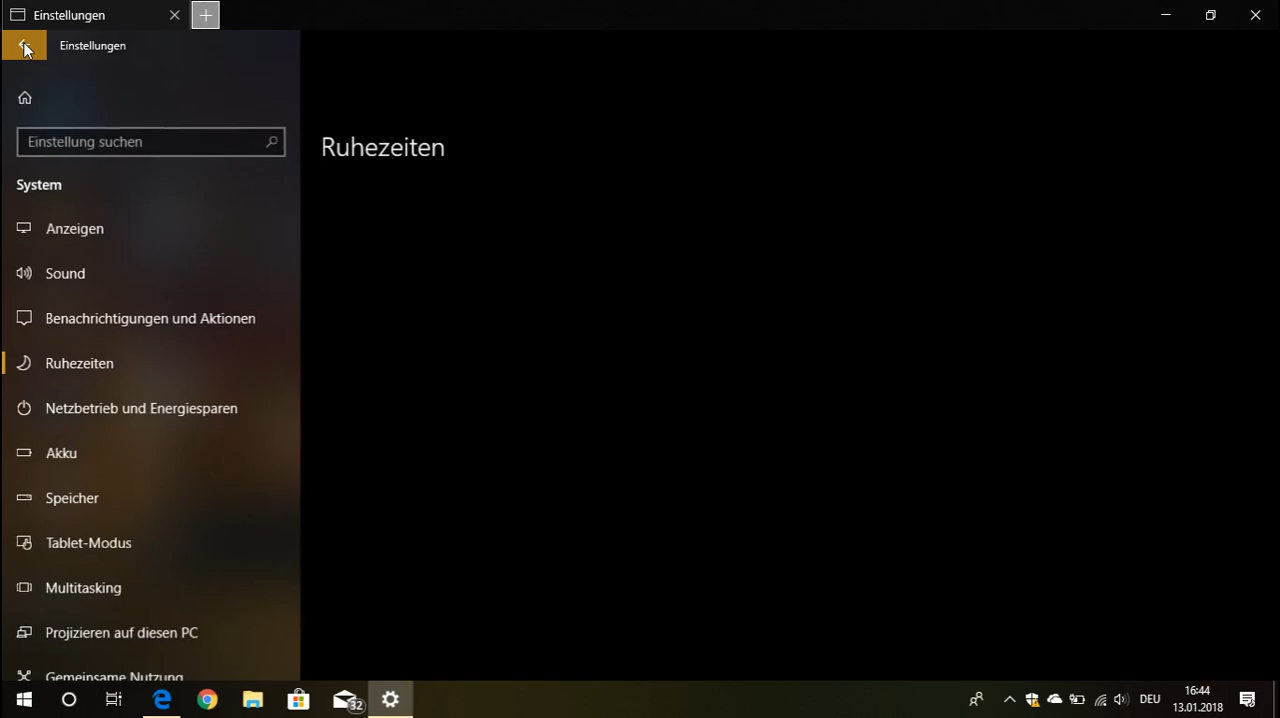 Einstellungen
Einstellungen
Einstellung suchen
Ruhezeiten
System
Anzeigen
Sound
Benachrichtigungen und Aktionen
Ruhezeiten
Netzbetrieb und Energiesparen
Akku
Speicher
Tablet-Modus
Multitasking
Projizieren auf diesen PC
Gemeinsame Nutzung
32
DEU
16:44
13.01.2018